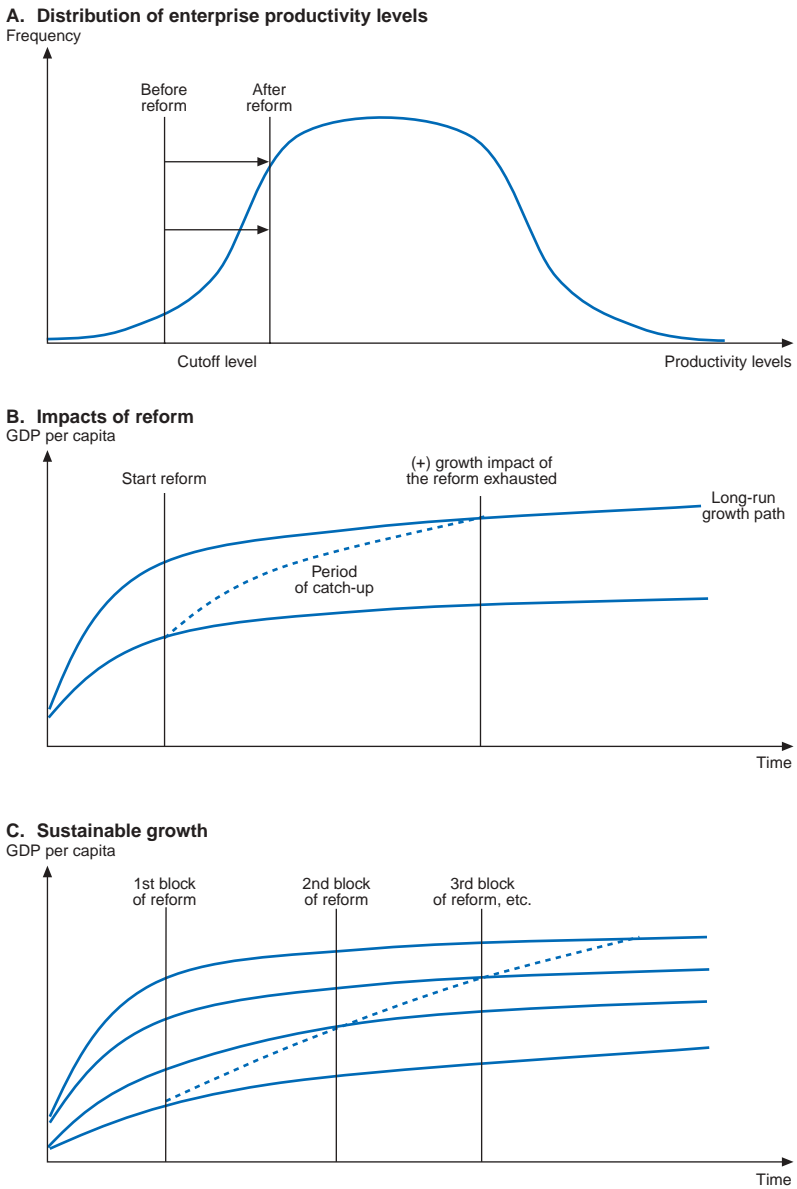 A. Distribution of enterprise productivity levels
Frequency
Before
reform
After
reform
Cutoff level
Productivity levels
B. Impacts of reform
GDP per capita
Start reform
(+) growth impact of
the reform exhausted
Long-run
growth path
Period
of catch-up
Time
C. Sustainable growth
GDP per capita
1st block
of reform
2nd block
of reform
3rd block
of reform, etc.
Time